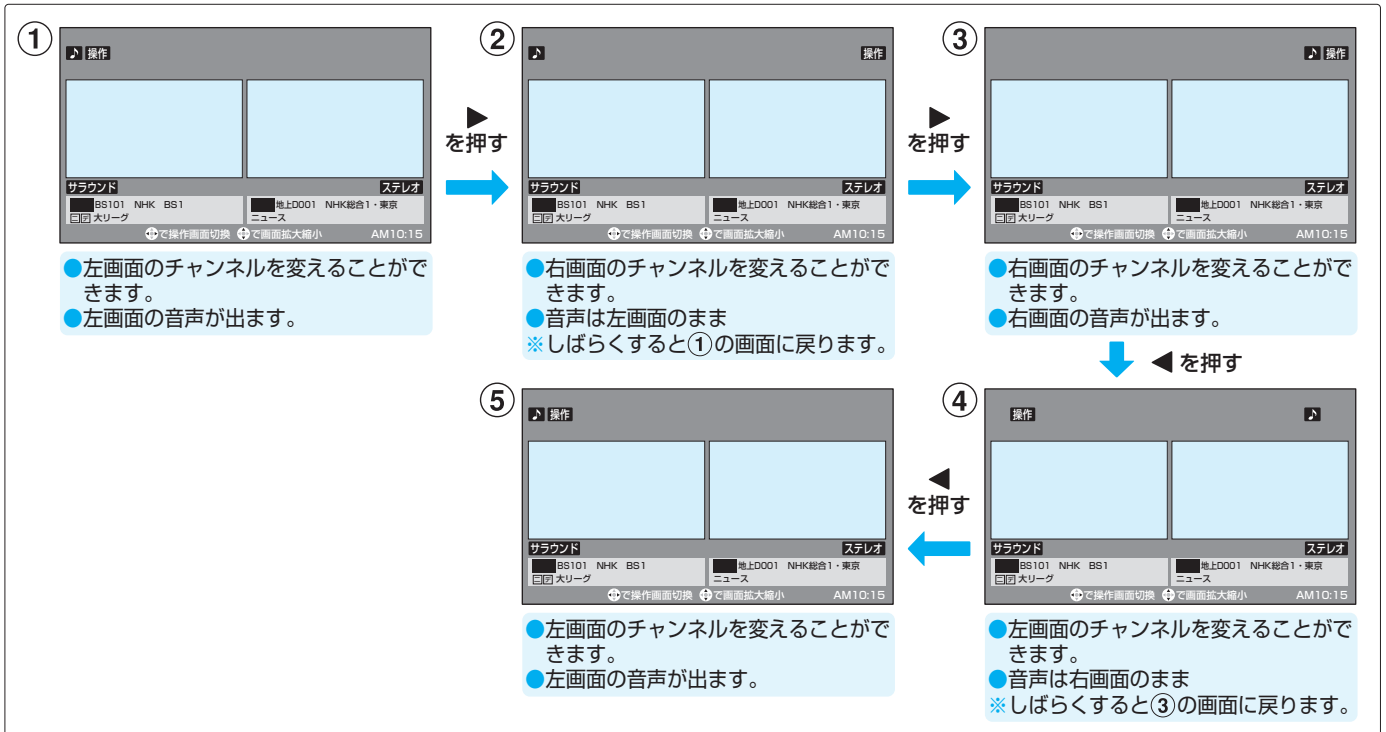 ①
♪ 操作
サラウンド ステレオ
BS101 NHK BS1 地上D001 NHK総合1・東京
二デ 大リーグ ニュース
で操作画面切換 で画面拡大縮小 AM10:15
●左画面のチャンネルを変えることがで
きます。
●左画面の音声が出ます。
▶
を押す
②
♪ 操作
サラウンド ステレオ
BS101 NHK BS1 地上D001 NHK総合1・東京
二デ 大リーグ ニュース
で操作画面切換 で画面拡大縮小 AM10:15
●右画面のチャンネルを変えることがで
きます。
●音声は左画面のまま
※しばらくすると①の画面に戻ります。
▶
を押す
③
♪ 操作
サラウンド ステレオ
BS101 NHK BS1 地上D001 NHK総合1・東京
二デ 大リーグ ニュース
で操作画面切換 で画面拡大縮小 AM10:15
●右画面のチャンネルを変えることがで
きます。
●右画面の音声が出ます。
◀ を押す
④
操作 ♪
サラウンド ステレオ
BS101 NHK BS1 地上D001 NHK総合1・東京
二デ 大リーグ ニュース
で操作画面切換 で画面拡大縮小 AM10:15
●左画面のチャンネルを変えることがで
きます。
●音声は右画面のまま
※しばらくすると③の画面に戻ります。
◀
を押す
⑤
♪ 操作
サラウンド ステレオ
BS101 NHK BS1 地上D001 NHK総合1・東京
二デ 大リーグ ニュース
で操作画面切換 で画面拡大縮小 AM10:15
●左画面のチャンネルを変えることがで
きます。
●左画面の音声が出ます。